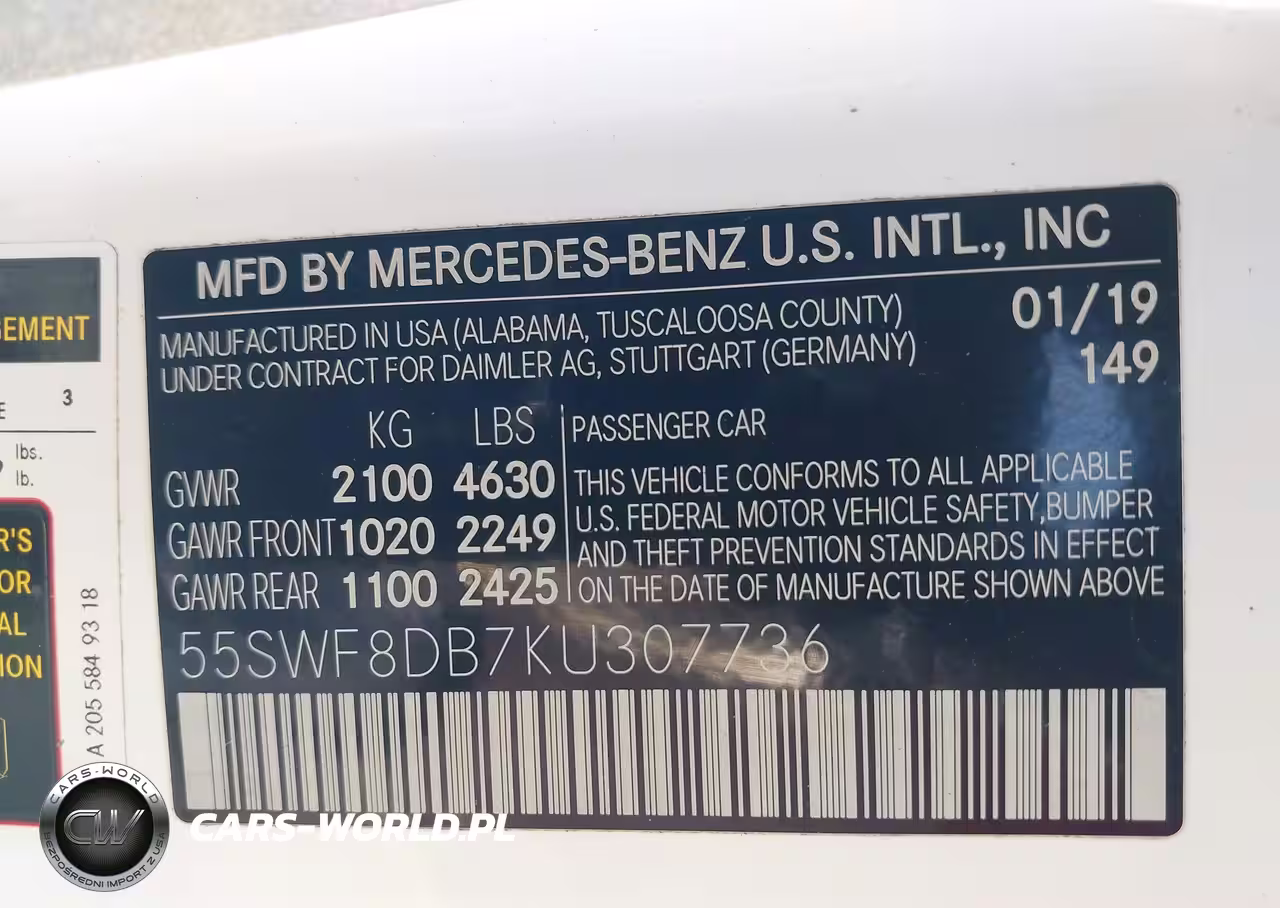 MFD BY MERCEDES-BENZ U.S. INTL., INC
MANUFACTURED IN USA (ALABAMA, TUSCALOOSA COUNTY) 01/19
UNDER CONTRACT FOR DAIMLER AG, STUTTGART (GERMANY) 149
KG LBS PASSENGER CAR
GVWR 2100 4630 THIS VEHICLE CONFORMS TO ALL APPLICABLE
U.S. FEDERAL MOTOR VEHICLE SAFETY,BUMPER
GAWR FRONT 1020 2249 AND THEFT PREVENTION STANDARDS IN EFFECT
GAWR REAR 1100 2425 ON THE DATE OF MANUFACTURE SHOWN ABOVE
55SWF8DB7KU307736
GEMENT
E 3
lbs.
lb.
R'S
OR
AL
ION
A 205 584 93 18
CARS-WORLD
CW
BEZPOŚREDNI IMPORT Z USA
CARS-WORLD.PL